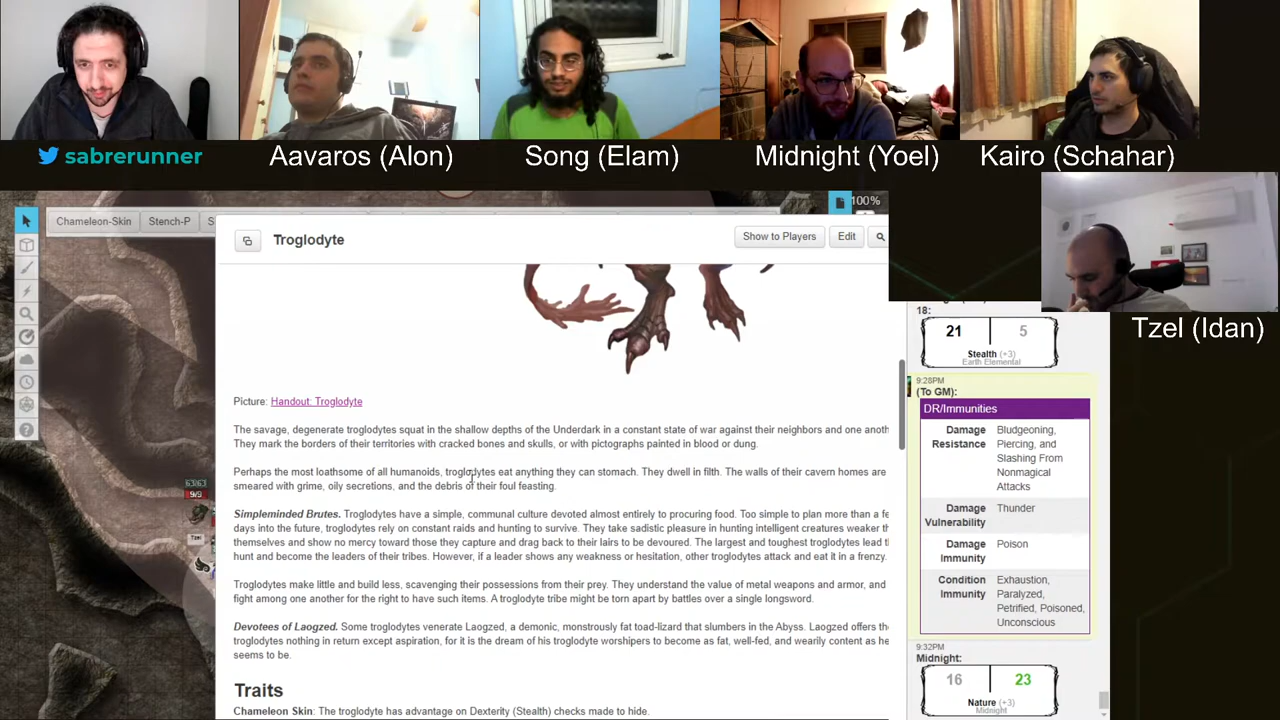 sabrerunner
Aavaros (Alon)
Song (Elam)
Midnight (Yoel)
Kairo (Schahar)
Tzel (Idan)
Chameleon-Skin
Stench-P
100%
Troglodyte
Show to Players
Edit
Picture: Handout: Troglodyte
The savage, degenerate troglodytes squat in the shallow depths of the Underdark in a constant state of war against their neighbors and one anoth
They mark the borders of their territories with cracked bones and skulls, or with pictographs painted in blood or dung.
Perhaps the most loathsome of all humanoids, troglodytes eat anything they can stomach. They dwell in filth. The walls of their cavern homes are
smeared with grime, oily secretions, and the debris of their foul feasting.
Simpleminded Brutes. Troglodytes have a simple, communal culture devoted almost entirely to procuring food. Too simple to plan more than a fe
days into the future, troglodytes rely on constant raids and hunting to survive. They take sadistic pleasure in hunting intelligent creatures weaker th
themselves and show no mercy toward those they capture and drag back to their lairs to be devoured. The largest and toughest troglodytes lead t
hunt and become the leaders of their tribes. However, if a leader shows any weakness or hesitation, other troglodytes attack and eat it in a frenzy.
Troglodytes make little and build less, scavenging their possessions from their prey. They understand the value of metal weapons and armor, and
fight among one another for the right to have such items. A troglodyte tribe might be torn apart by battles over a single longsword.
Devotees of Laogzed. Some troglodytes venerate Laogzed, a demonic, monstrously fat toad-lizard that slumbers in the Abyss. Laogzed offers th
troglodytes nothing in return except aspiration, for it is the dream of his troglodyte worshipers to become as fat, well-fed, and wearily content as he
seems to be.
Traits
Chameleon Skin: The troglodyte has advantage on Dexterity (Stealth) checks made to hide.
63/63
9/9
Tzel
18:
21
5
Stealth (+3)
Earth Elemental
9:28PM
(To GM):
DR/Immunities
Damage Resistance
Bludgeoning, Piercing, and Slashing From Nonmagical Attacks
Damage Vulnerability
Thunder
Damage Immunity
Poison
Condition Immunity
Exhaustion, Paralyzed, Petrified, Poisoned, Unconscious
9:32PM
Midnight:
16
23
Nature (+3)
Midnight